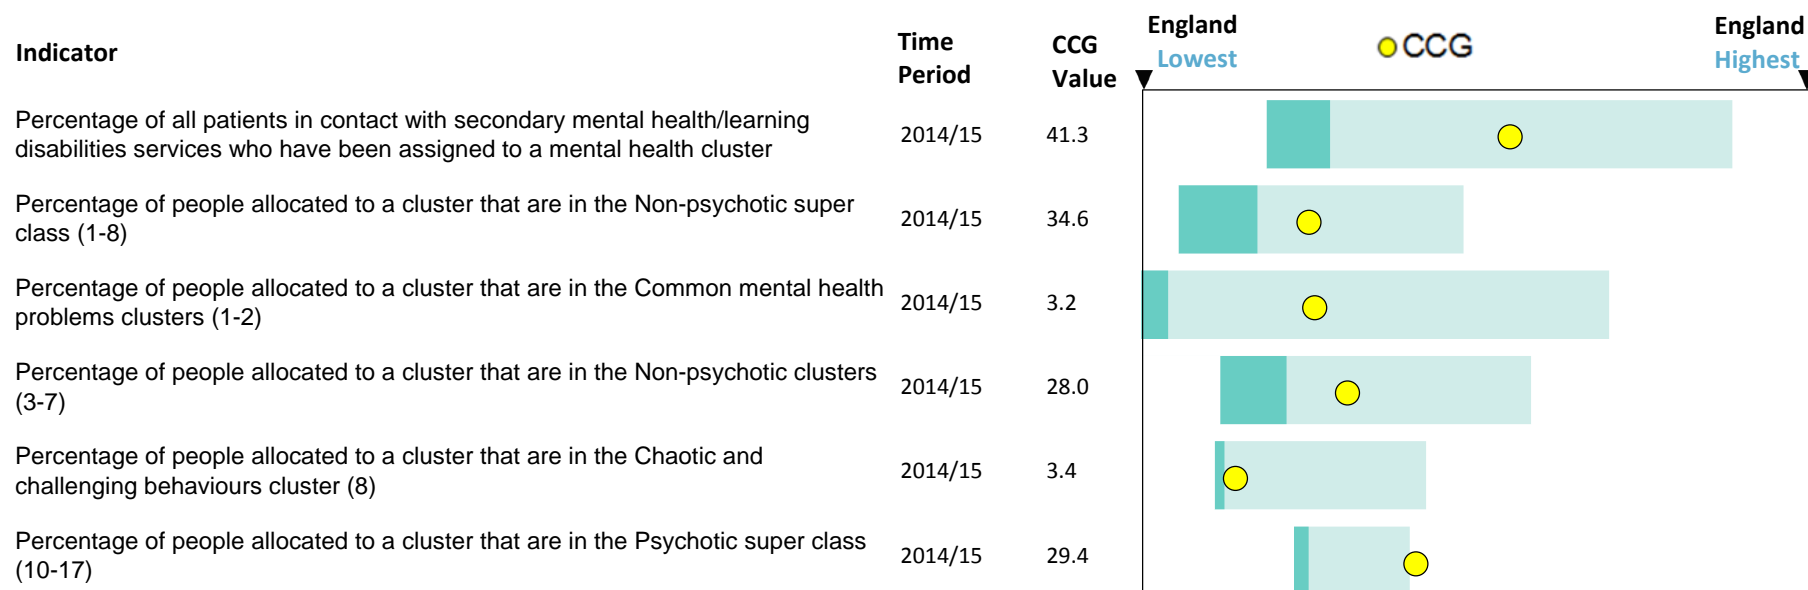 Indicator
Time
Period
CCG
Value
England
Lowest
CCG
England
Highest
Percentage of all patients in contact with secondary mental health/learning
disabilities services who have been assigned to a mental health cluster
2014/15
41.3
Percentage of people allocated to a cluster that are in the Non-psychotic super
class (1-8)
2014/15
34.6
Percentage of people allocated to a cluster that are in the Common mental health
problems clusters (1-2)
2014/15
3.2
Percentage of people allocated to a cluster that are in the Non-psychotic clusters
(3-7)
2014/15
28.0
Percentage of people allocated to a cluster that are in the Chaotic and
challenging behaviours cluster (8)
2014/15
3.4
Percentage of people allocated to a cluster that are in the Psychotic super class
(10-17)
2014/15
29.4